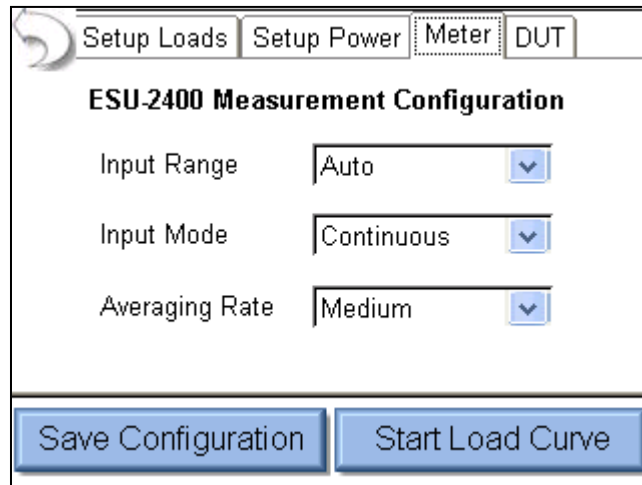 Setup Loads Setup Power Meter DUT
ESU-2400 Measurement Configuration
Input Range Auto
Input Mode Continuous
Averaging Rate Medium
Save Configuration Start Load Curve